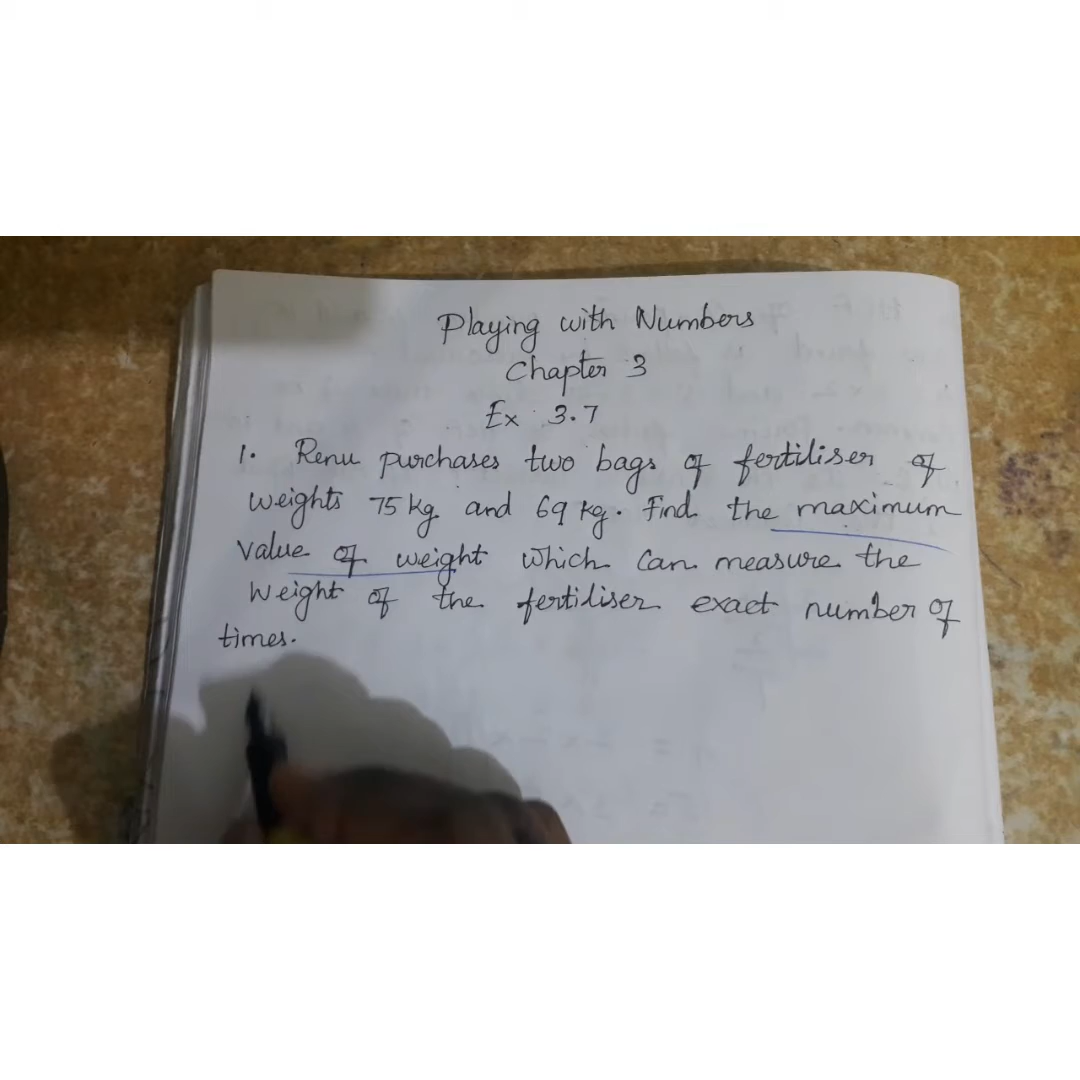 Playing with Numbers
Chapter 3
Ex 3.7
1. Renu purchases two bags of fertiliser of
weights 75 kg and 69 kg. Find the maximum
value of weight which can measure the
weight of the fertiliser exact number of
times.